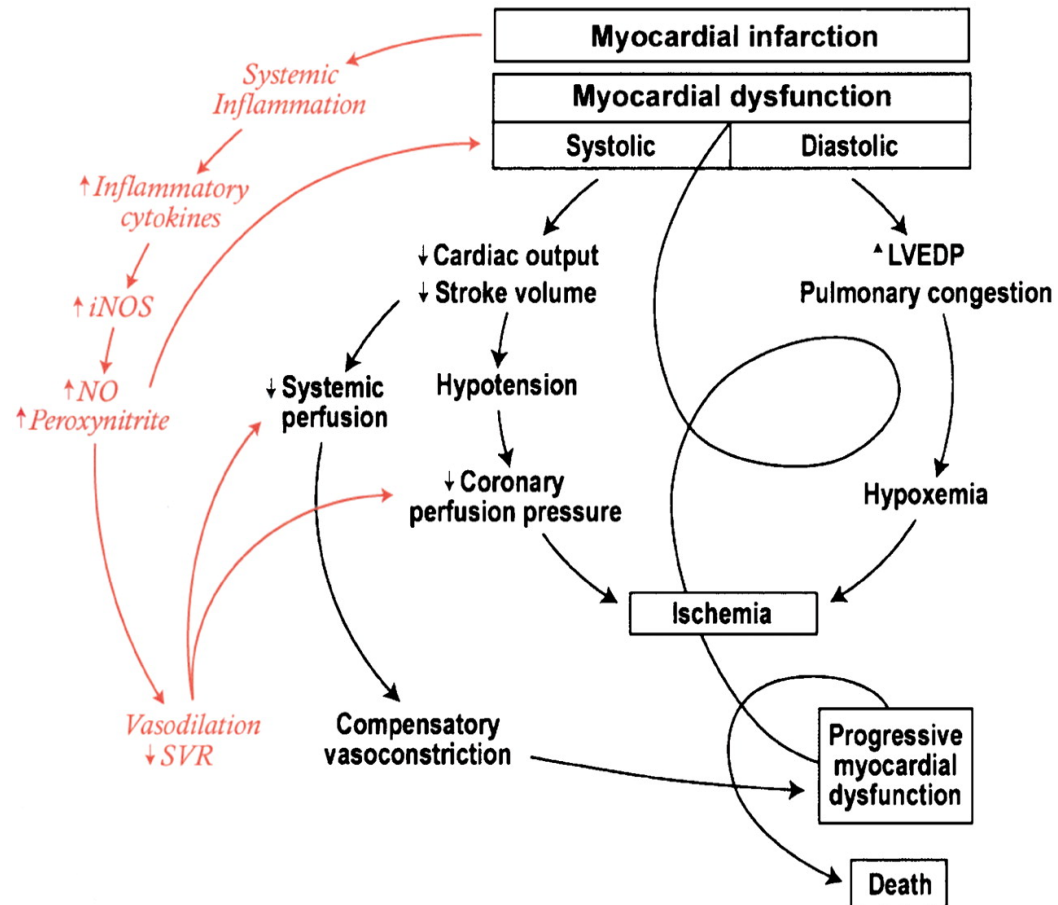 Myocardial infarction
Systemic
Inflammation
Myocardial dysfunction
Systolic
Diastolic
↑Inflammatory
cytokines
↓Cardiac output
↓Stroke volume
▲LVEDP
Pulmonary congestion
↑iNOS
↑NO
↑Peroxynitrite
↓Systemic
perfusion
Hypotension
↓Coronary
perfusion pressure
Hypoxemia
Ischemia
Vasodilation
↓SVR
Compensatory
vasoconstriction
Progressive
myocardial
dysfunction
Death